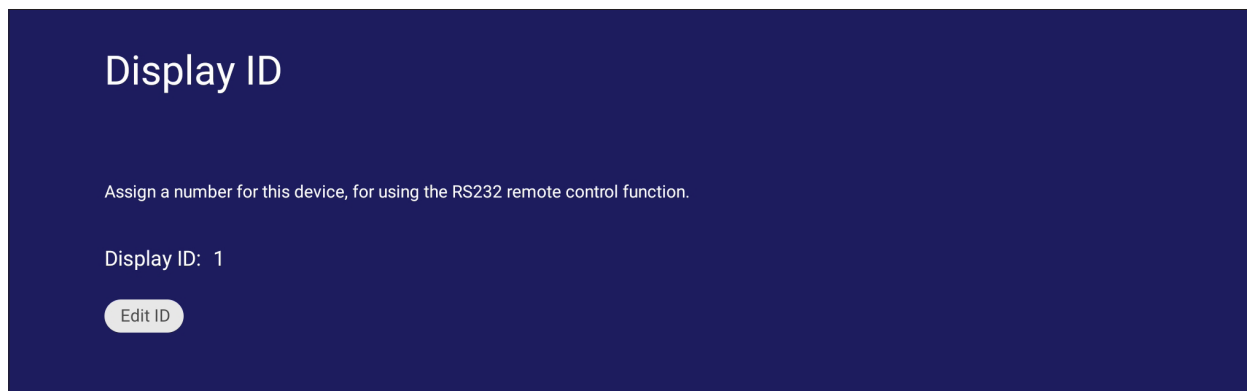 Display ID
Assign a number for this device, for using the RS232 remote control function.
Display ID: 1
Edit ID